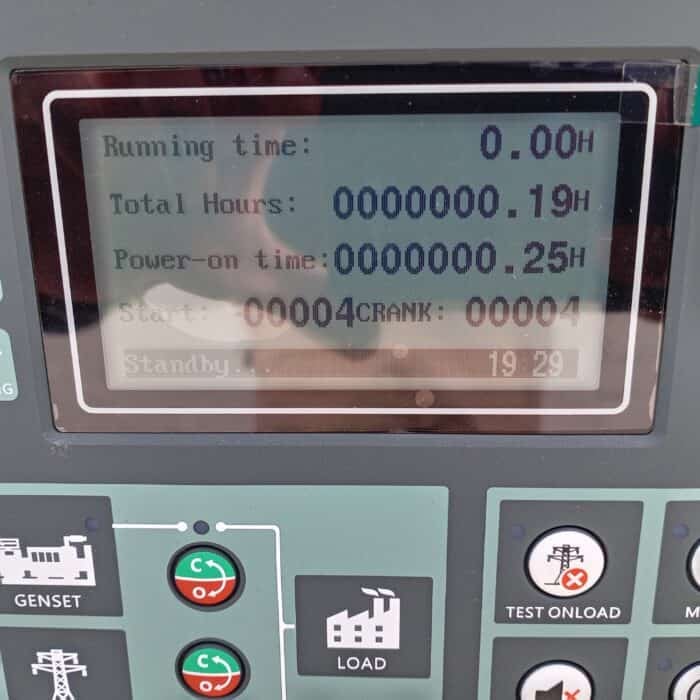 Running time: 0.00H
Total Hours: 0000000.19H
Power-on time:0000000.25H
Start: 00004CRANK: 00004
Standby... 19 29
G
GENSET
C
O
LOAD
TEST ONLOAD
M
C
O